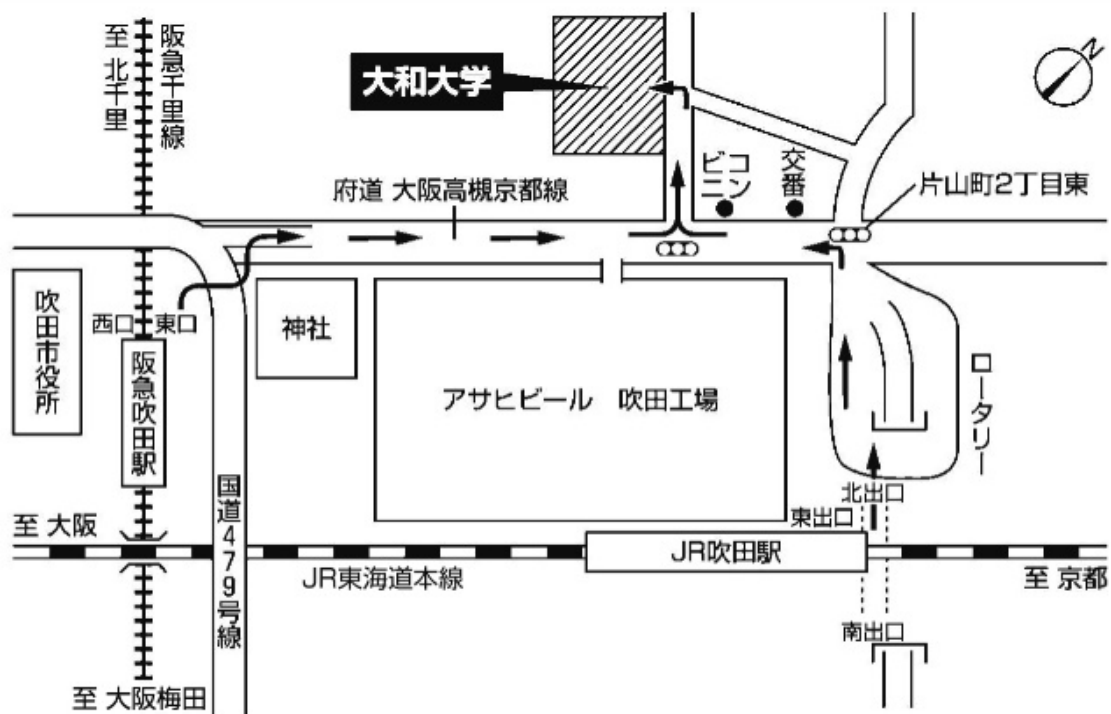 至 北千里
阪急千里線
大和大学
N
コンビニ
交番
片山町2丁目東
府道 大阪高槻京都線
吹田市役所
西口
東口
阪急吹田駅
神社
アサヒビール 吹田工場
ロータリー
国道479号線
至 大阪
東出口
北出口
JR吹田駅
JR東海道本線
至 京都
南出口
至 大阪梅田